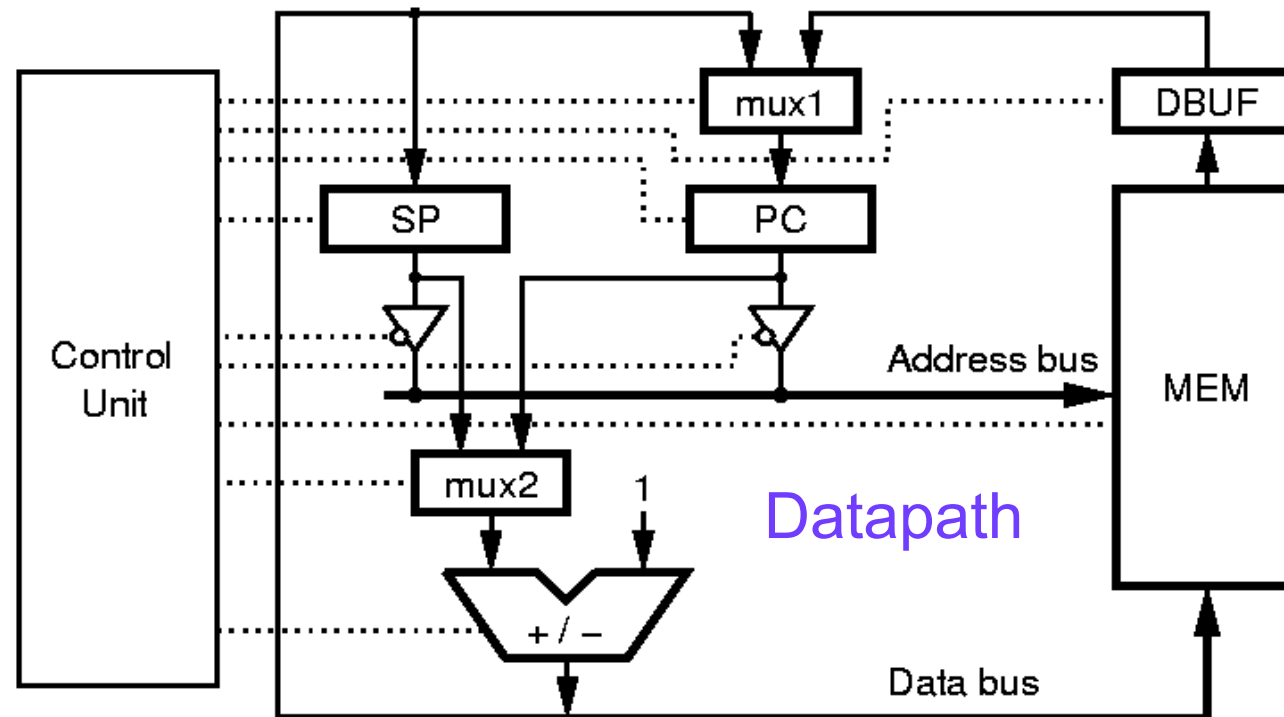 mux1
DBUF
SP
PC
Control
Unit
Address bus
MEM
mux2
1
Datapath
+ / −
Data bus